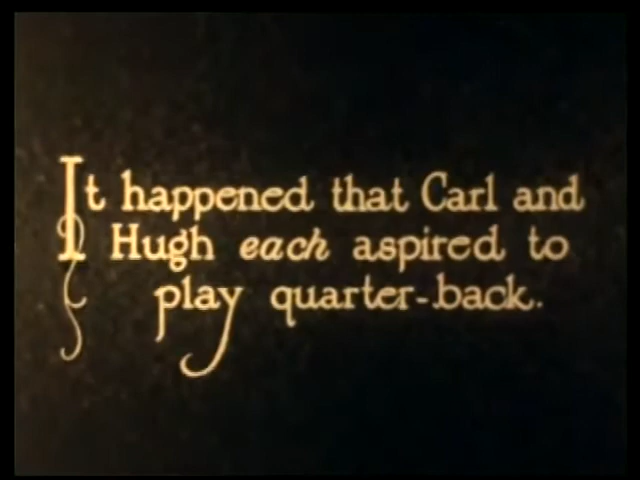 It happened that Carl and
Hugh each aspired to
play quarter-back.